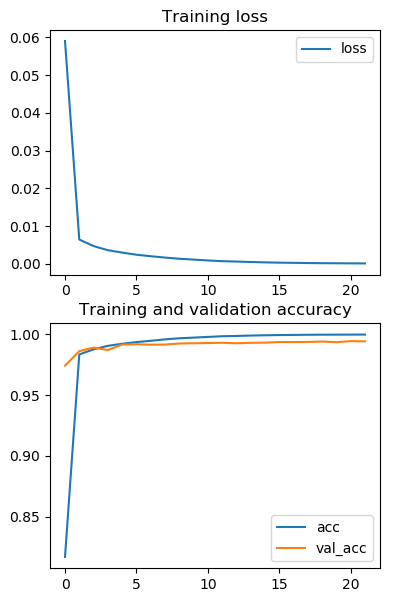 Training loss
0.06
0.05
0.04
0.03
0.02
0.01
0.00
loss
0 5 10 15 20
Training and validation accuracy
1.00
0.95
0.90
0.85
acc
val_acc
0 5 10 15 20